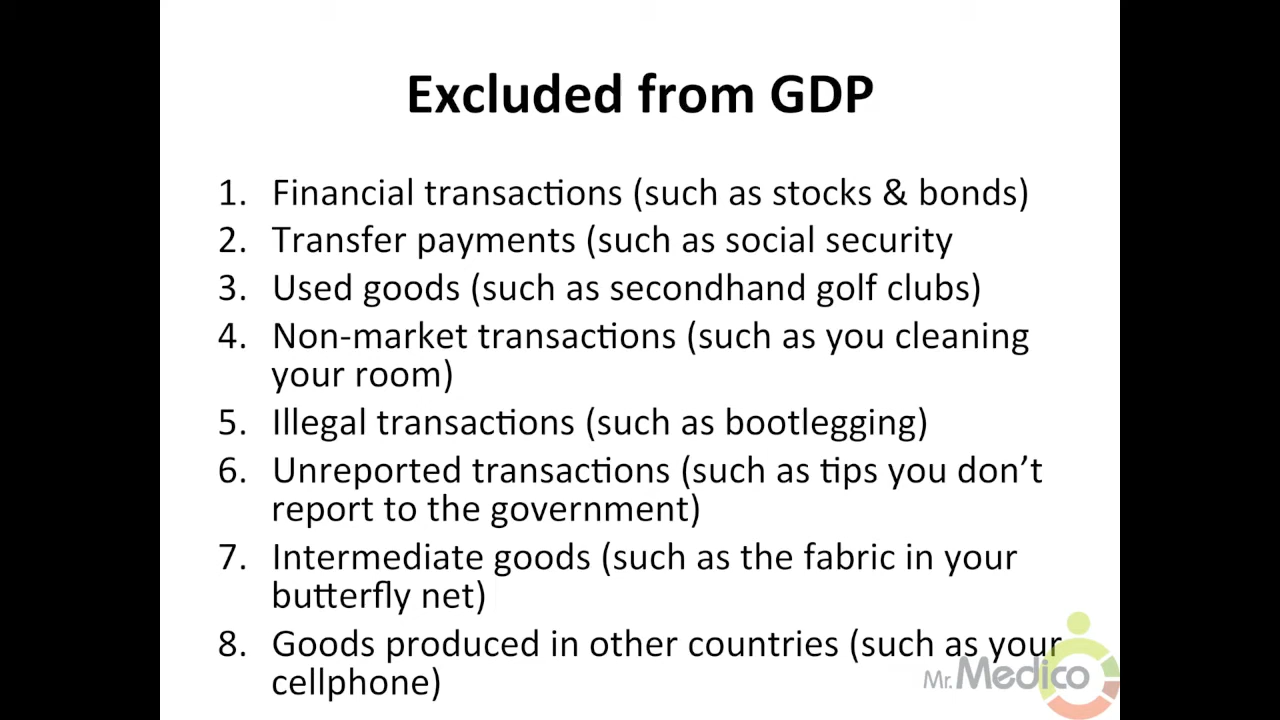 Excluded from GDP
1. Financial transactions (such as stocks & bonds)
2. Transfer payments (such as social security
3. Used goods (such as secondhand golf clubs)
4. Non-market transactions (such as you cleaning
your room)
5. Illegal transactions (such as bootlegging)
6. Unreported transactions (such as tips you don’t
report to the government)
7. Intermediate goods (such as the fabric in your
butterfly net)
8. Goods produced in other countries (such as your
cellphone)
Mr.Medico